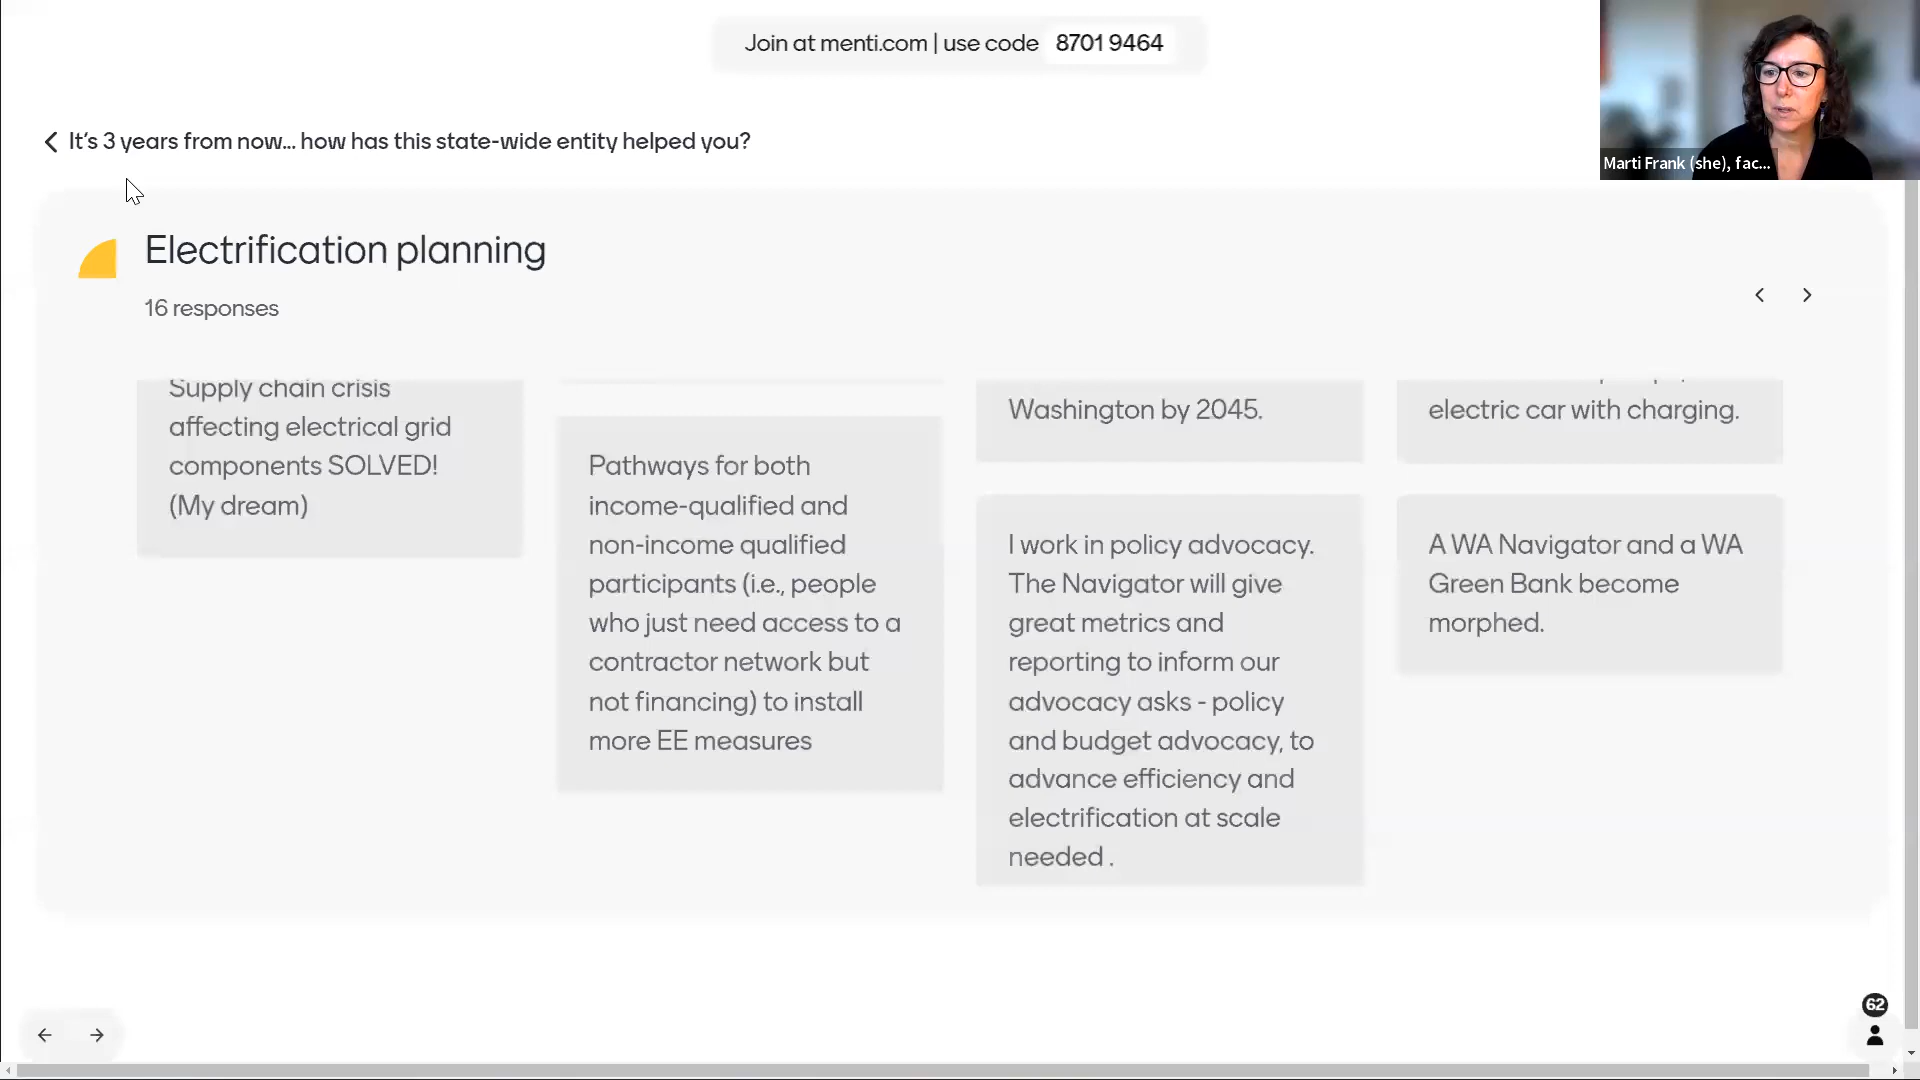 Join at menti.com | use code 8701 9464
It's 3 years from now... how has this state-wide entity helped you?
Marti Frank (she), fac...
Electrification planning
16 responses
Supply chain crisis
affecting electrical grid
components SOLVED!
(My dream)
Pathways for both
income-qualified and
non-income qualified
participants (i.e., people
who just need access to a
contractor network but
not financing) to install
more EE measures
Washington by 2045.
I work in policy advocacy.
The Navigator will give
great metrics and
reporting to inform our
advocacy asks - policy
and budget advocacy, to
advance efficiency and
electrification at scale
needed .
electric car with charging.
A WA Navigator and a WA
Green Bank become
morphed.
62